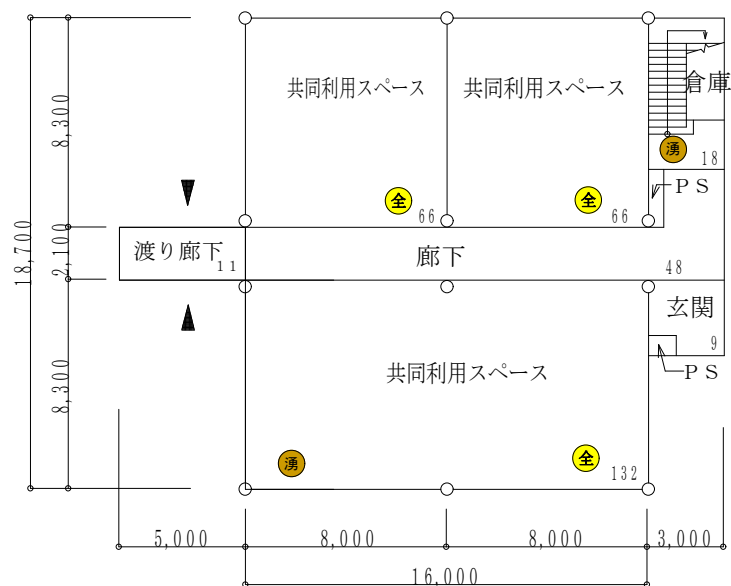 共同利用スペース
共同利用スペース
倉庫
湧
18
PS
全
66
全
66
渡り廊下
11
廊下
48
玄関
9
PS
共同利用スペース
湧
全
132
8,300
2,100
8,300
18,700
5,000
8,000
8,000
3,000
16,000